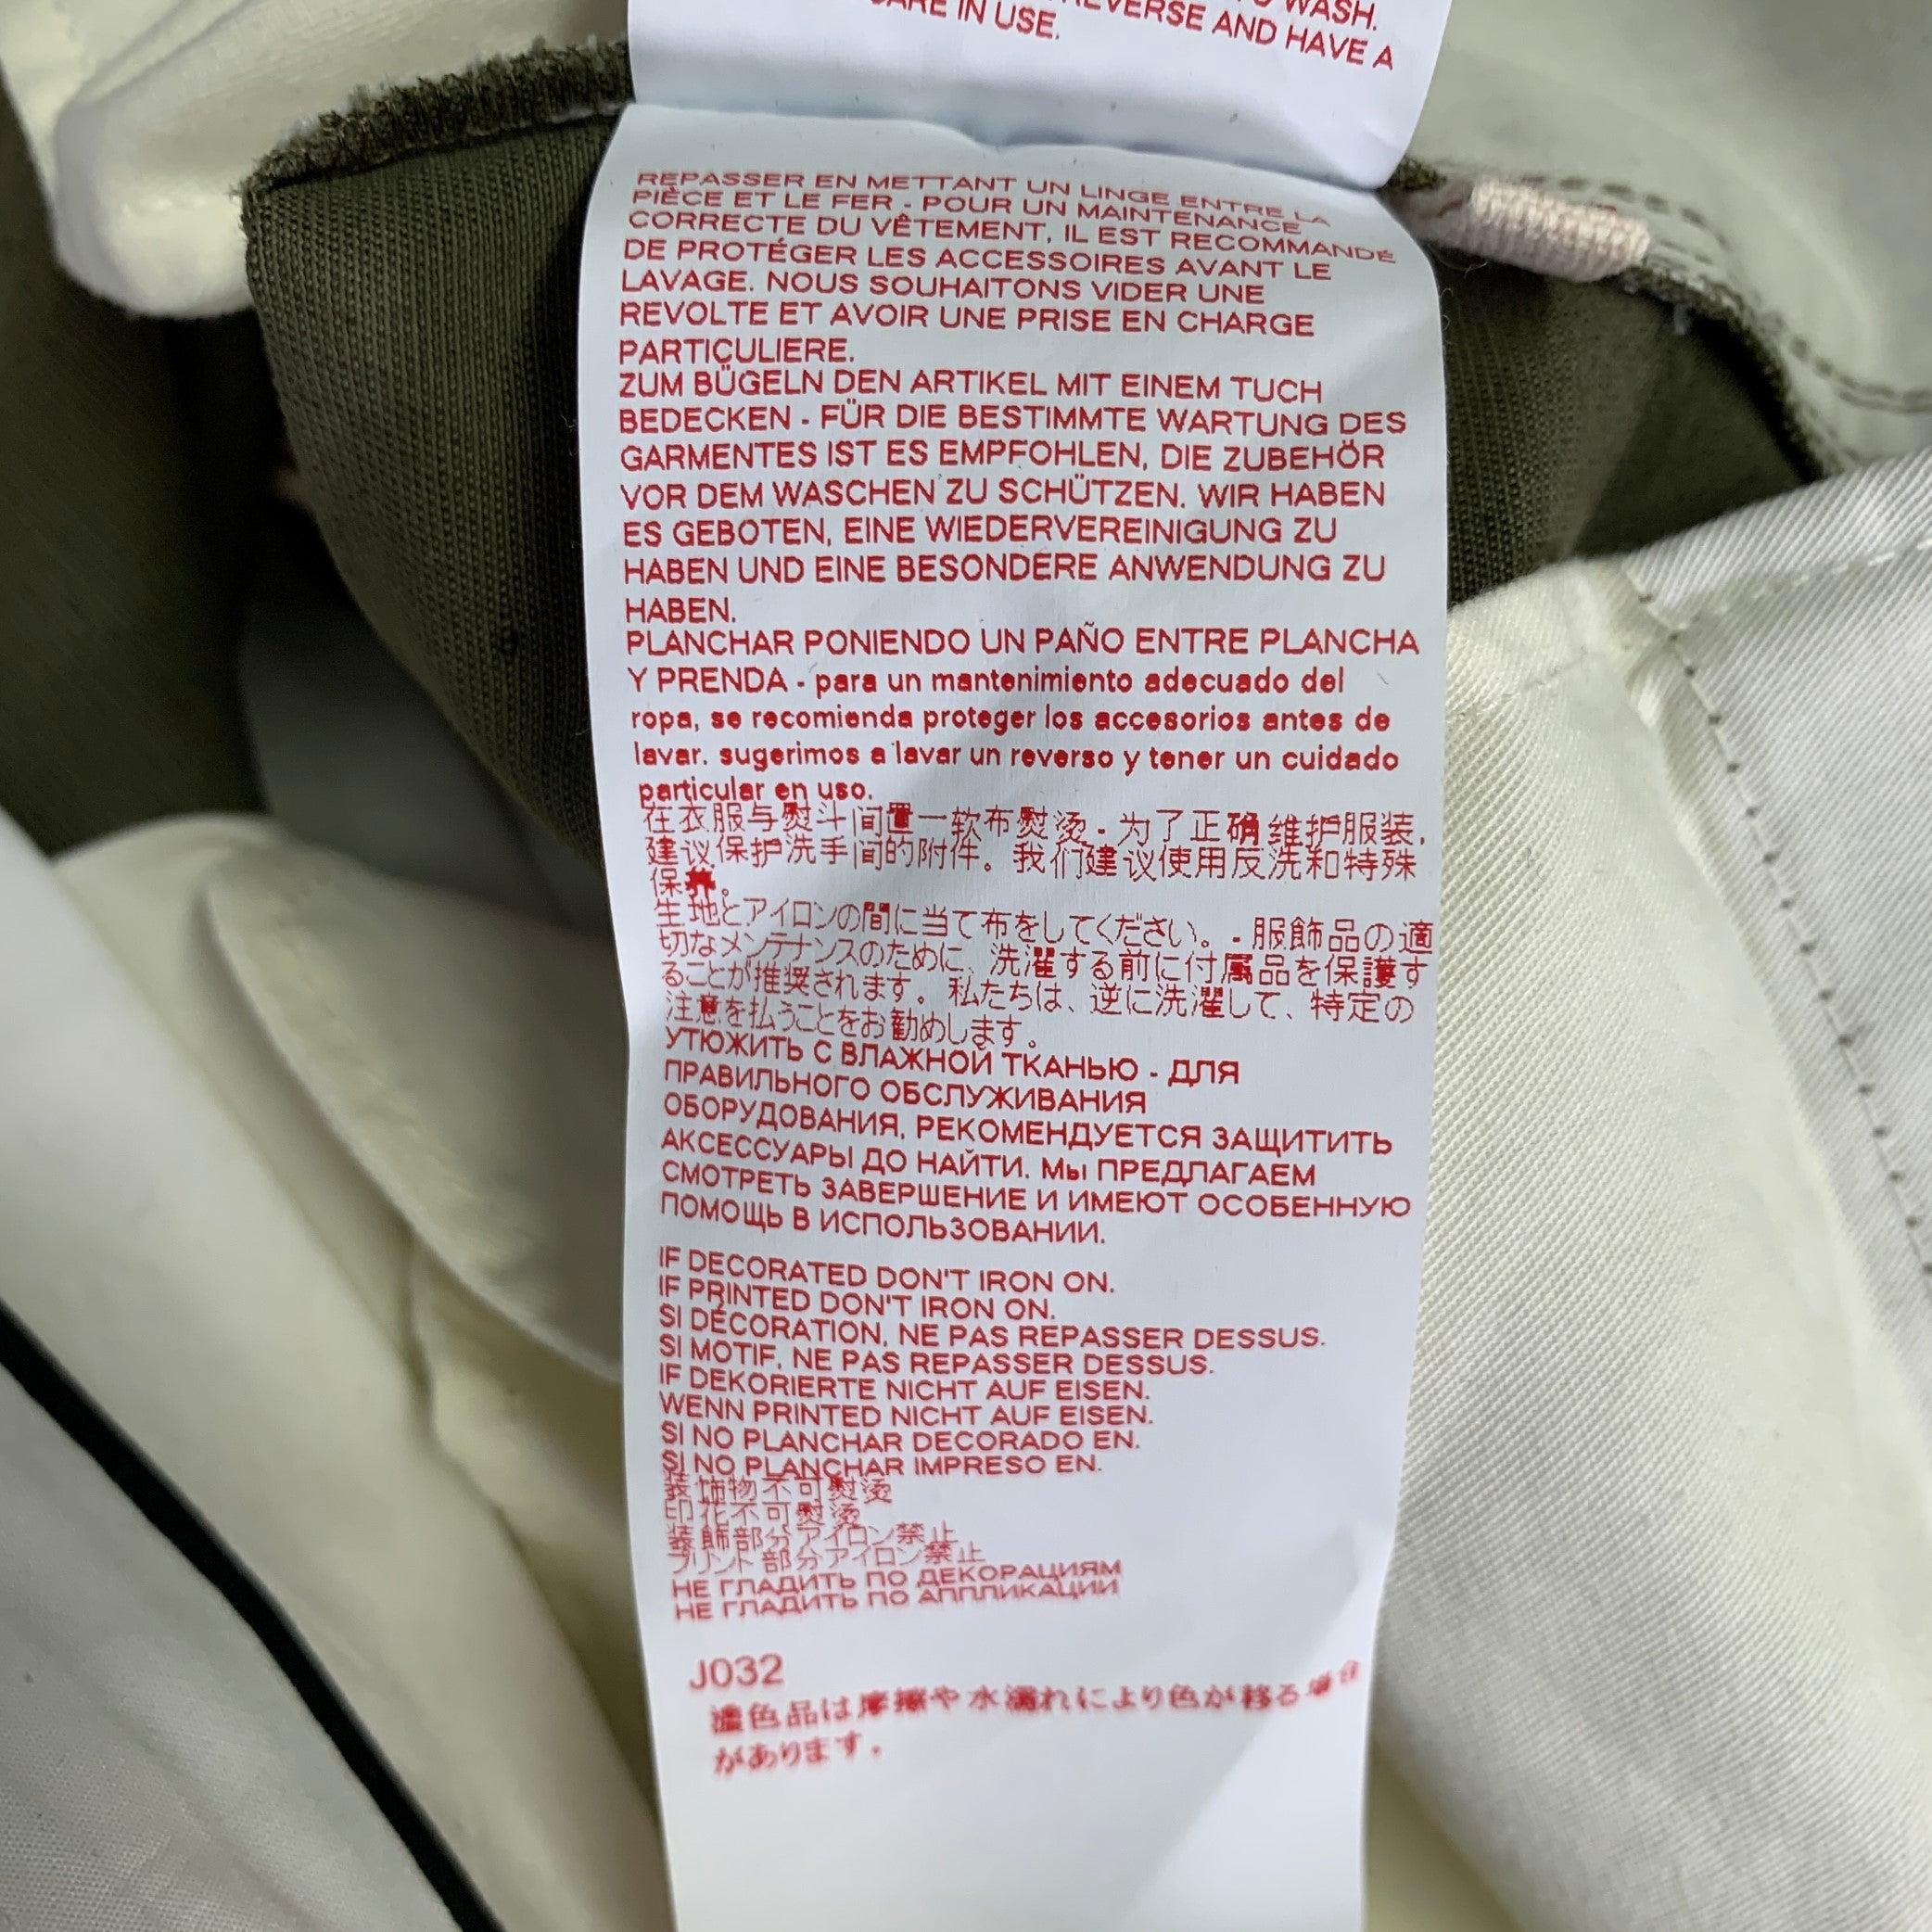 WASH.
REVERSE AND HAVE A
CARE IN USE.
REPASSER EN METTANT UN LINGE ENTRE LA
PIÈCE ET LE FER - POUR UN MAINTENANCE
CORRECTE DU VÊTEMENT, IL EST RECOMMANDÉ
DE PROTÉGER LES ACCESSOIRES AVANT LE
LAVAGE. NOUS SOUHAITONS VIDER UNE
REVOLTE ET AVOIR UNE PRISE EN CHARGE
PARTICULIERE.
ZUM BÜGELN DEN ARTIKEL MIT EINEM TUCH
BEDECKEN - FÜR DIE BESTIMMTE WARTUNG DES
GARMENTES IST ES EMPFOHLEN, DIE ZUBEHÖR
VOR DEM WASCHEN ZU SCHÜTZEN. WIR HABEN
ES GEBOTEN, EINE WIEDERVEREINIGUNG ZU
HABEN UND EINE BESONDERE ANWENDUNG ZU
HABEN.
PLANCHAR PONIENDO UN PAÑO ENTRE PLANCHA
Y PRENDA - para un mantenimiento adecuado del
ropa, se recomienda proteger los accesorios antes de
lavar. sugerimos a lavar un reverso y tener un cuidado
particular en uso.
在衣服与熨斗间置一软布熨烫 - 为了正确维护服装,
建议保护洗手间的附件。我们建议使用反洗和特殊
保养。
生地とアイロンの間に当て布をしてください。- 服飾品の適
切なメンテナンスのために、洗濯する前に付属品を保護す
ることが推奨されます。私たちは、逆に洗濯して、特定の
注意を払うことをお勧めします。
УТЮЖИТЬ С ВЛАЖНОЙ ТКАНЬЮ - ДЛЯ
ПРАВИЛЬНОГО ОБСЛУЖИВАНИЯ
ОБОРУДОВАНИЯ, РЕКОМЕНДУЕТСЯ ЗАЩИТИТЬ
АКСЕССУАРЫ ДО НАЙТИ. Мы ПРЕДЛАГАЕМ
СМОТРЕТЬ ЗАВЕРШЕНИЕ И ИМЕЮТ ОСОБЕННУЮ
ПОМОЩЬ В ИСПОЛЬЗОВАНИИ.
IF DECORATED DON'T IRON ON.
IF PRINTED DON'T IRON ON.
SI DÉCORATION, NE PAS REPASSER DESSUS.
SI MOTIF, NE PAS REPASSER DESSUS.
IF DEKORIERTE NICHT AUF EISEN.
WENN PRINTED NICHT AUF EISEN.
SI NO PLANCHAR DECORADO EN.
SI NO PLANCHAR IMPRESO EN.
装饰物不可熨烫
印花不可熨烫
装飾部分アイロン禁止
プリント部分アイロン禁止
НЕ ГЛАДИТЬ ПО ДЕКОРАЦИЯМ
НЕ ГЛАДИТЬ ПО АППЛИКАЦИИ
J032
濃色品は摩擦や水濡れにより色が移る場合
があります。